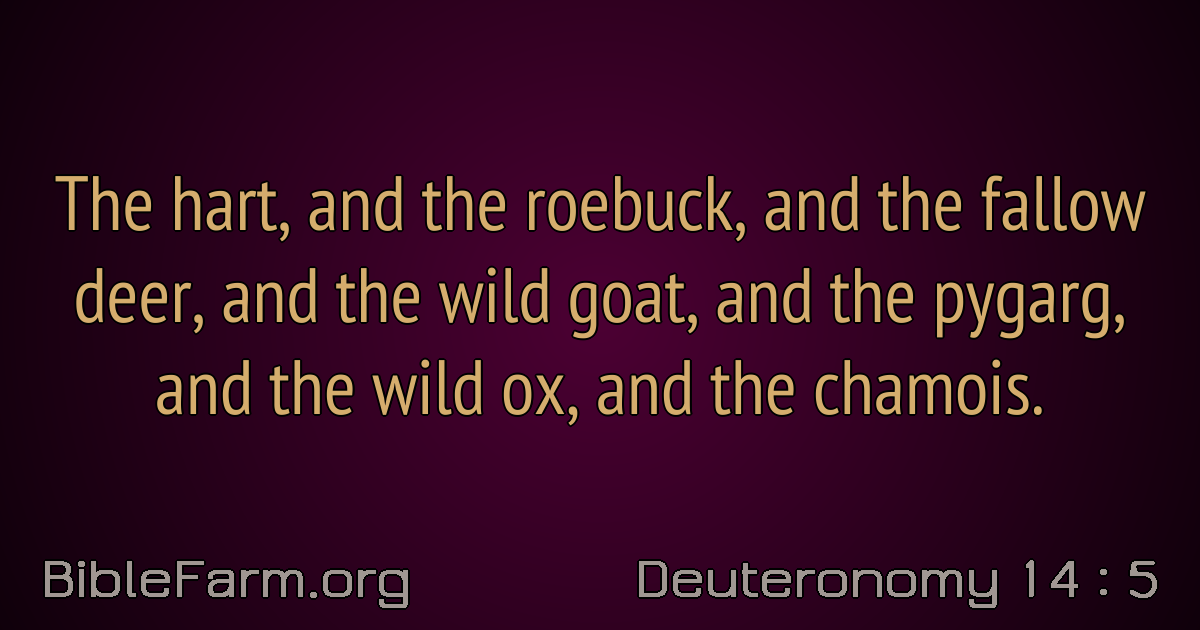 The hart, and the roebuck, and the fallow
deer, and the wild goat, and the pygarg,
and the wild ox, and the chamois.
BibleFarm.org
Deuteronomy 14 : 5